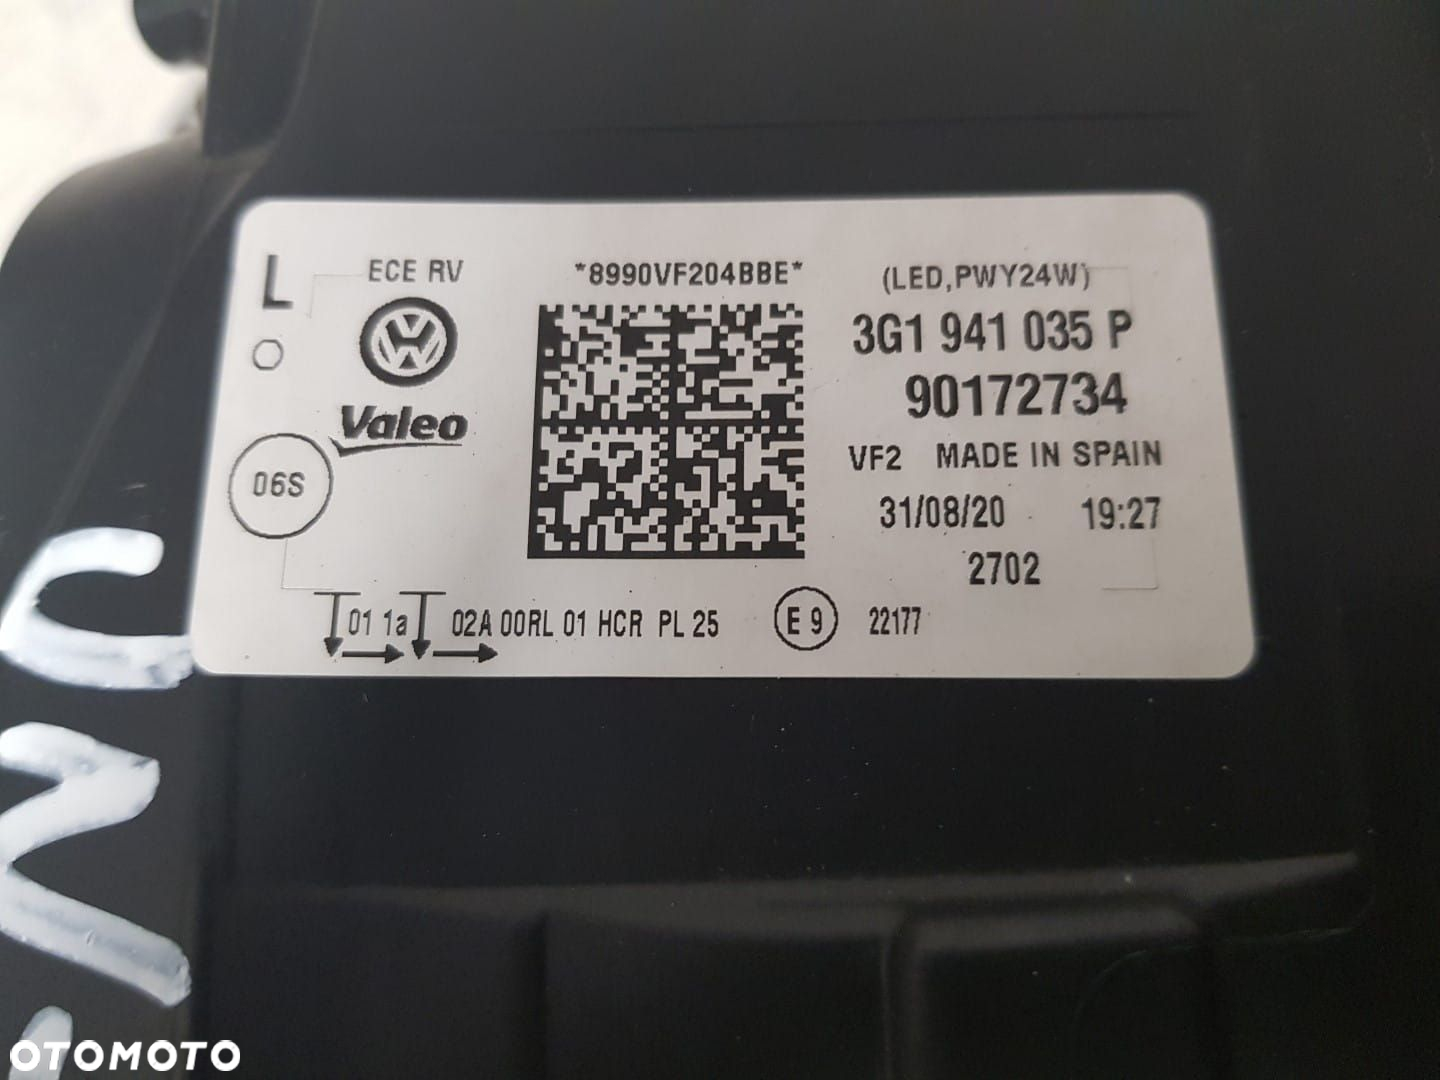 L
ECE RV
*8990VF204BBE*
(LED,PWY24W)
3G1 941 035 P
90172734
Valeo
06S
VF2 MADE IN SPAIN
31/08/20 19:27
2702
01 1a 02A 00RL 01 HCR PL 25 E 9 22177
OTOMOTO